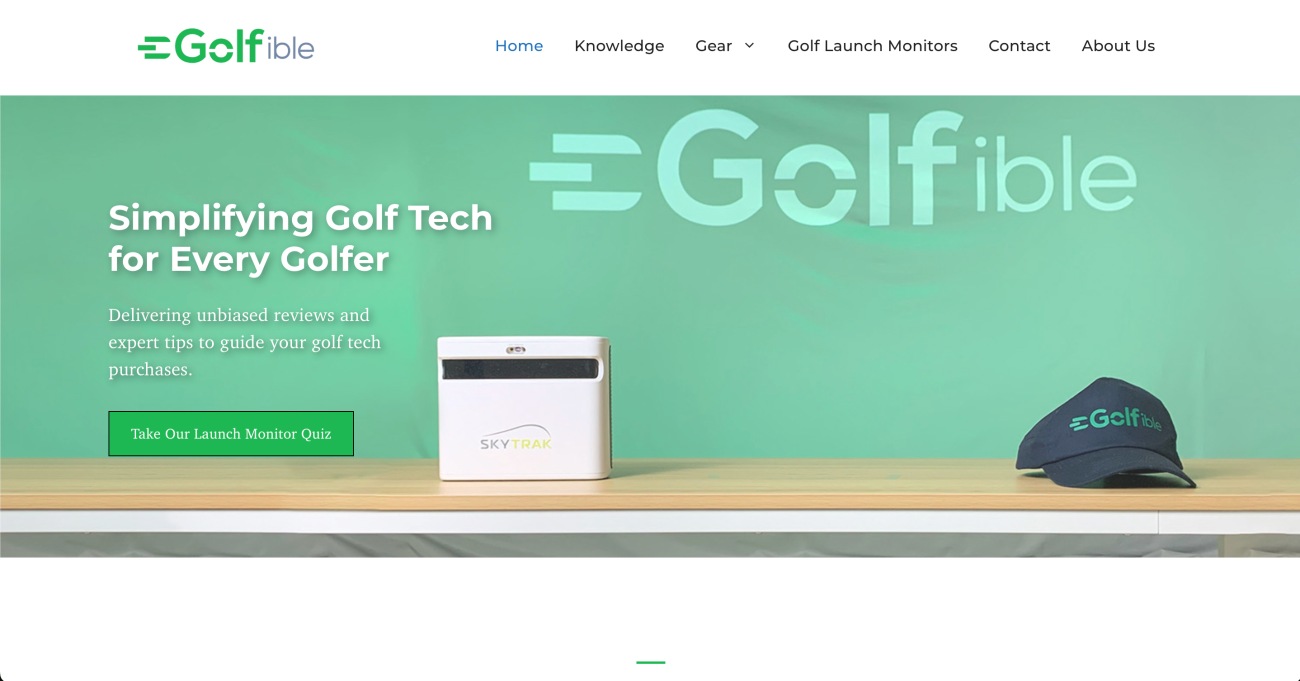 Golfible
Home Knowledge Gear Golf Launch Monitors Contact About Us
Golfible
Simplifying Golf Tech
for Every Golfer
Delivering unbiased reviews and
expert tips to guide your golf tech
purchases.
Take Our Launch Monitor Quiz
SKYTRAK
Golfible